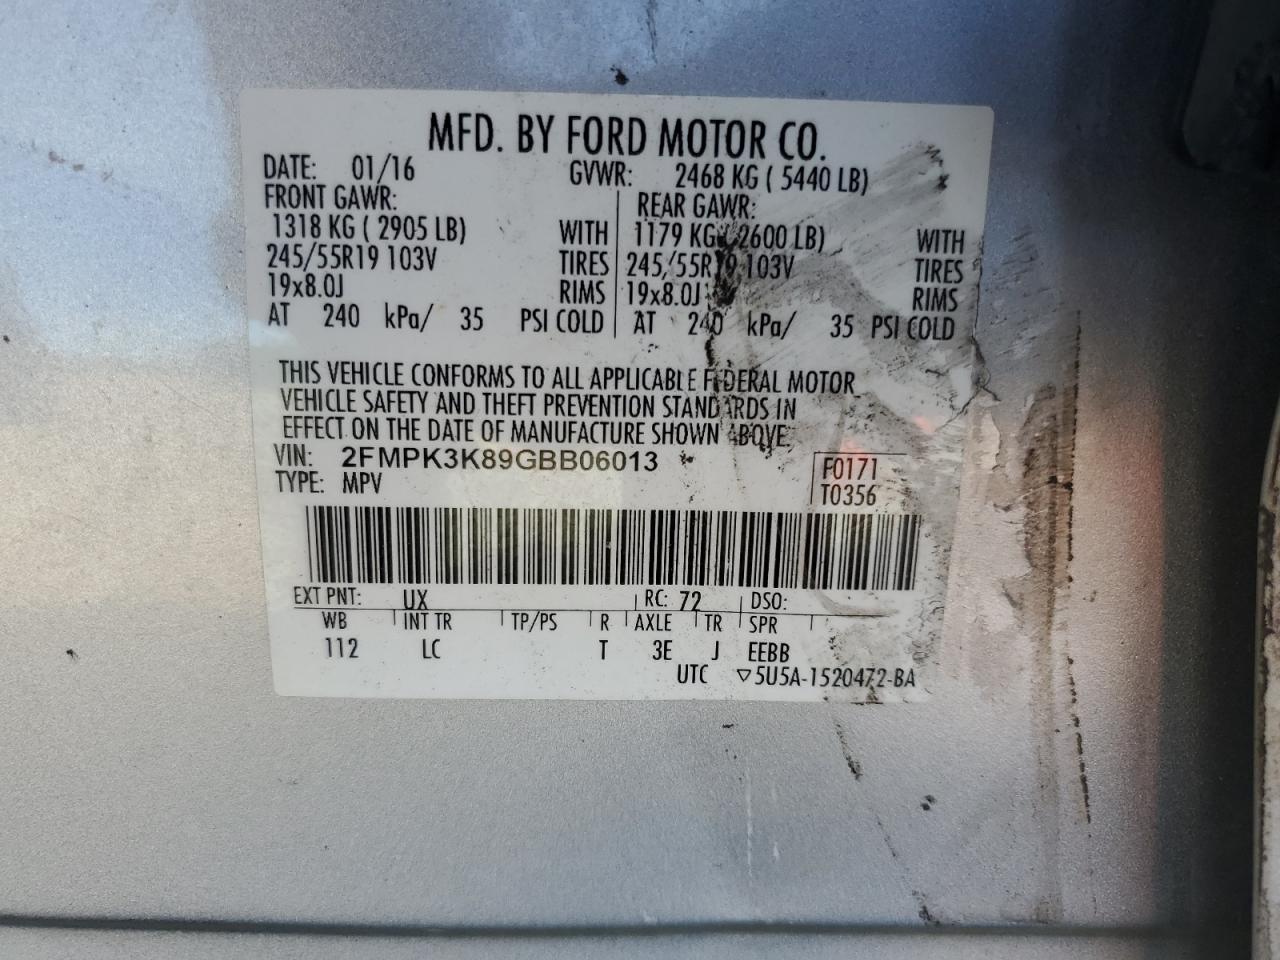 MFD. BY FORD MOTOR CO.
DATE: 01/16 GVWR: 2468 KG ( 5440 LB)
FRONT GAWR: REAR GAWR:
1318 KG ( 2905 LB) WITH 1179 KG( 2600 LB) WITH
245/55R19 103V TIRES 245/55R19 103V TIRES
19x8.0J RIMS 19x8.0J RIMS
AT 240 kPa/ 35 PSI COLD AT 240 kPa/ 35 PSI COLD
THIS VEHICLE CONFORMS TO ALL APPLICABLE FEDERAL MOTOR
VEHICLE SAFETY AND THEFT PREVENTION STANDARDS IN
EFFECT ON THE DATE OF MANUFACTURE SHOWN ABOVE.
VIN: 2FMPK3K89GBB06013 F0171
TYPE: MPV T0356
EXT PNT: UX RC: 72 DSO:
WB INT TR TP/PS R AXLE TR SPR
112 LC T 3E J EEBB
UTC ▽5U5A-1520472-BA